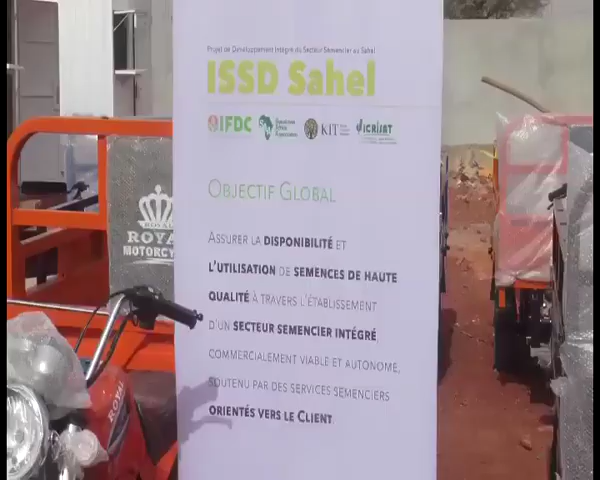 Projet de Développement Intégré du Secteur Semencier au Sahel
ISSD Sahel
IFDC
KIT
ICRISAT
OBJECTIF GLOBAL
ASSURER LA DISPONIBILITÉ ET
L'UTILISATION DE SEMENCES DE HAUTE
QUALITÉ À TRAVERS L'ÉTABLISSEMENT
D'UN SECTEUR SEMENCIER INTÉGRÉ,
COMMERCIALEMENT VIABLE ET AUTONOME,
SOUTENU PAR DES SERVICES SEMENCIERS
ORIENTÉS VERS LE CLIENT
ROYAL
ROYAL
MOTORCYC
ROYAL